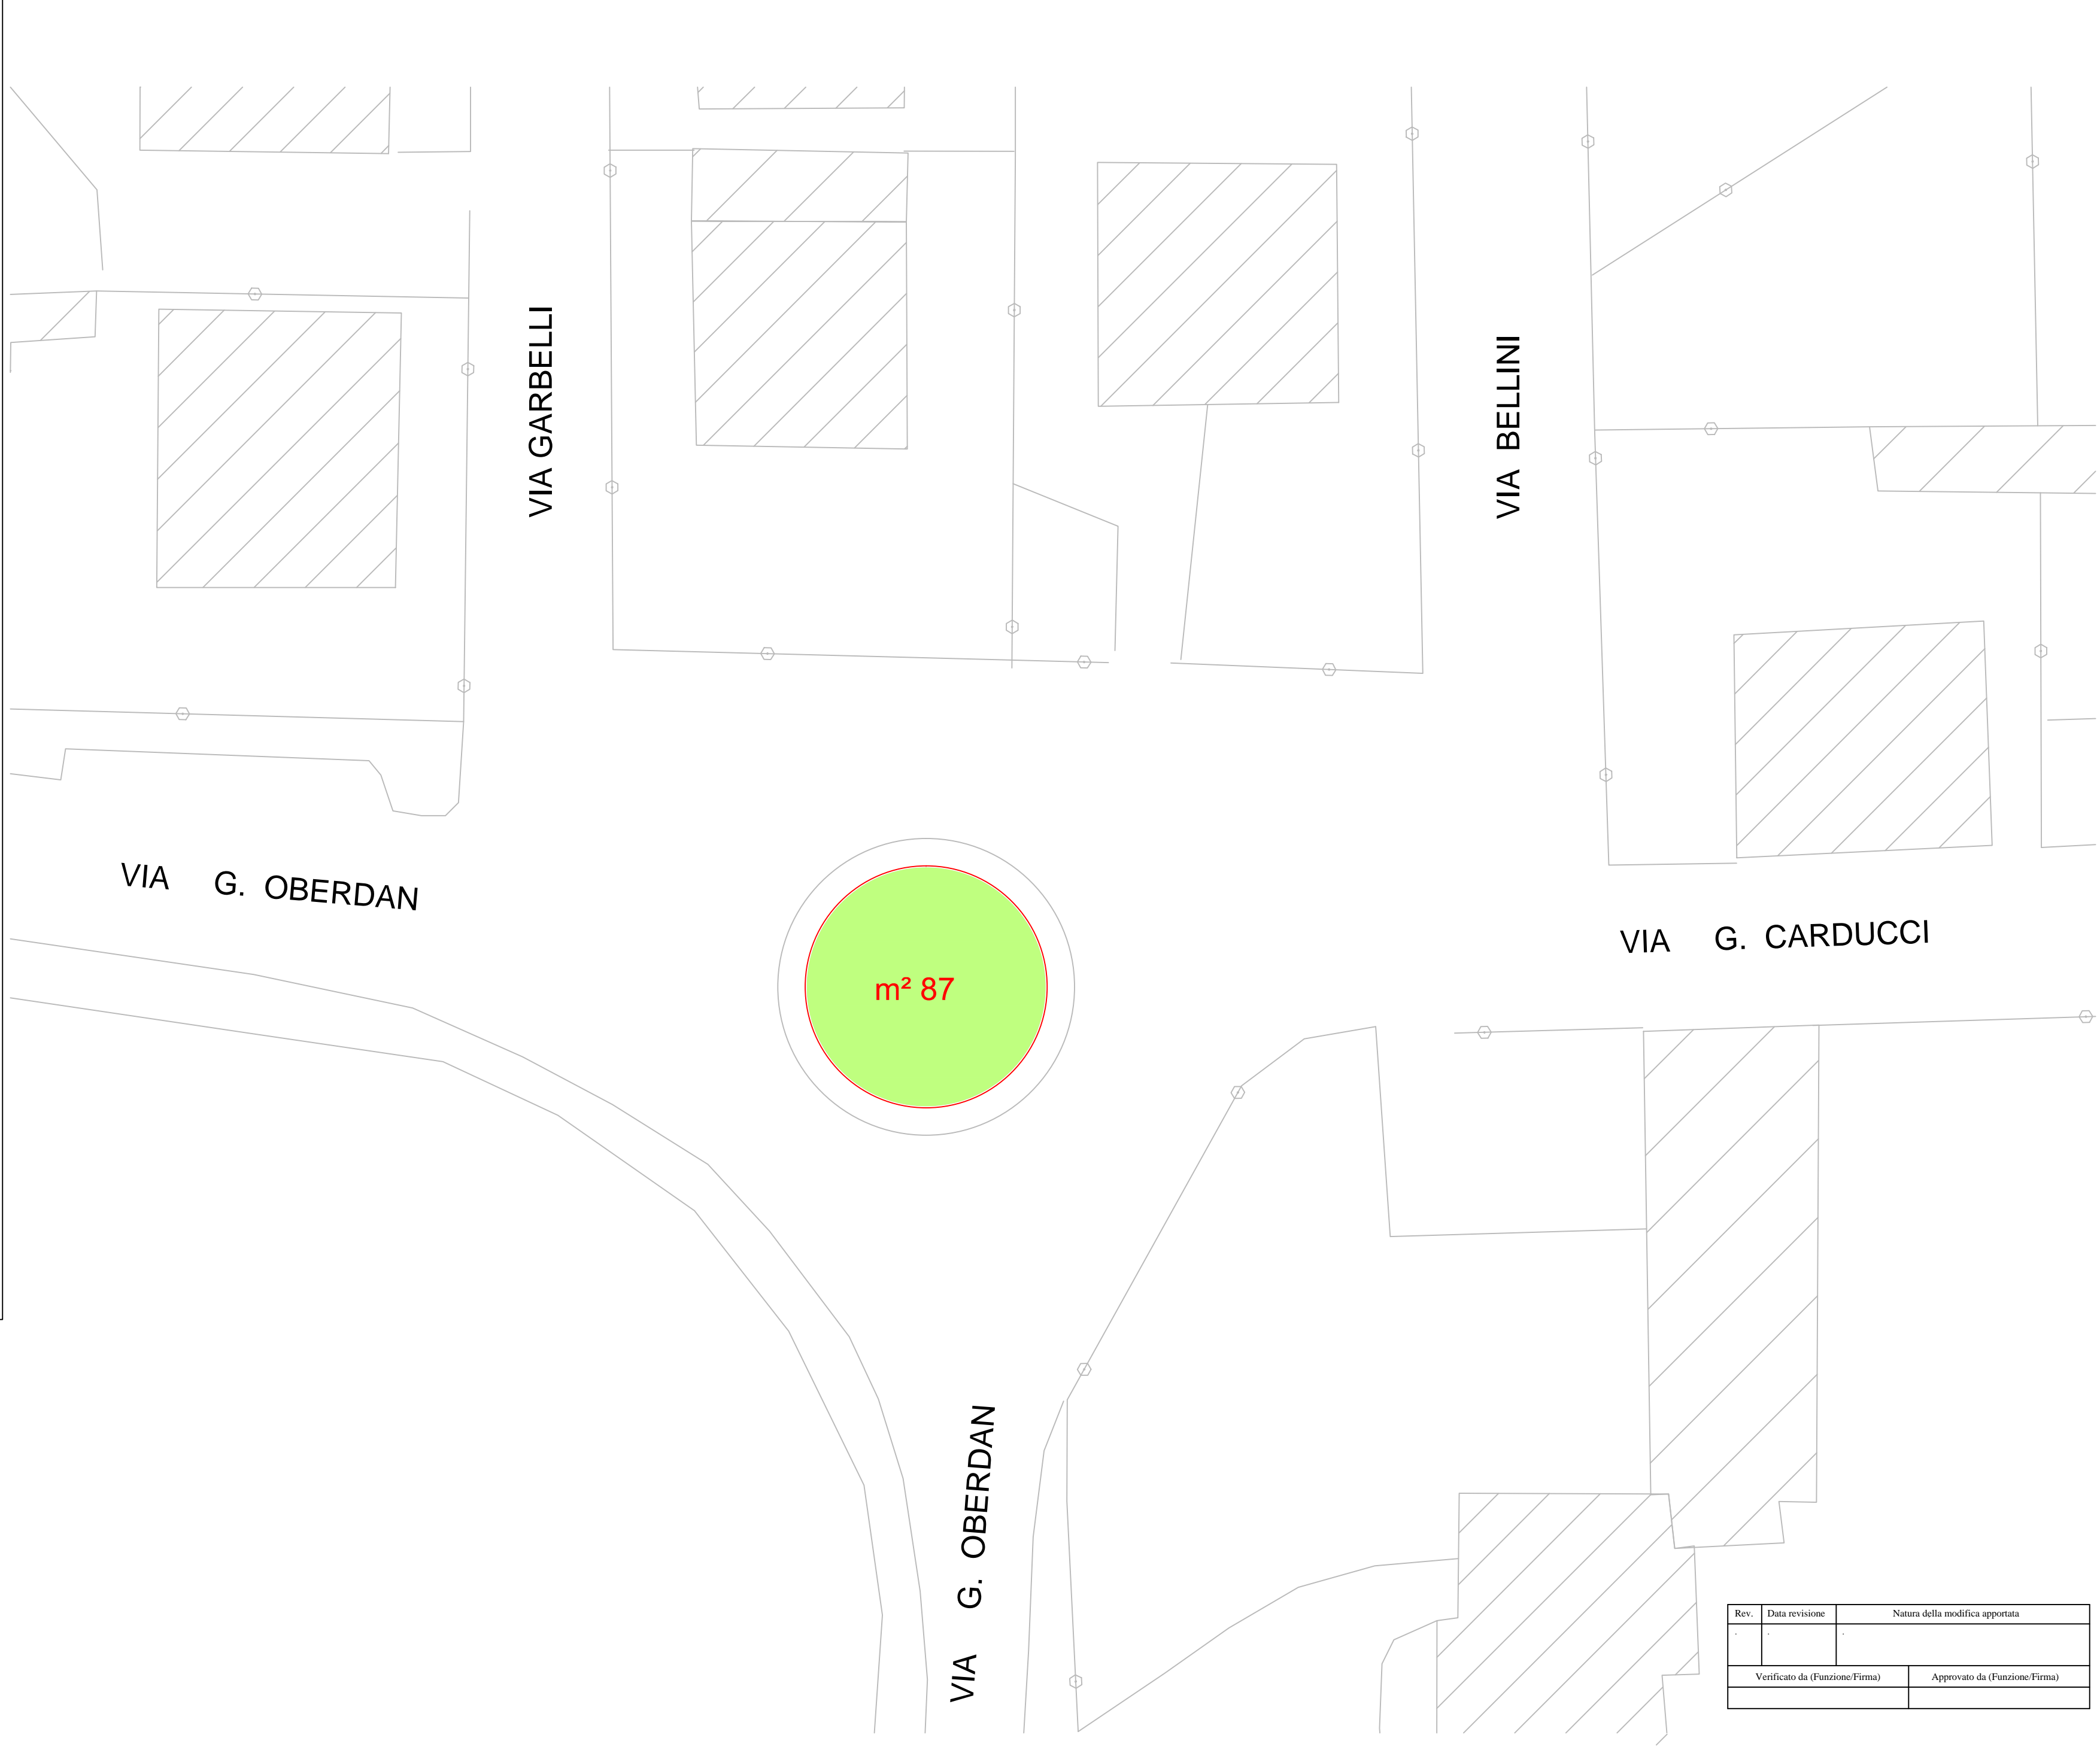 VIA GARBELLI
VIA BELLINI
VIA G. OBERDAN
VIA G. CARDUCCI
m² 87
VIA G. OBERDAN
Rev. Data revisione Natura della modifica apportata
. . .
Verificato da (Funzione/Firma) Approvato da (Funzione/Firma)